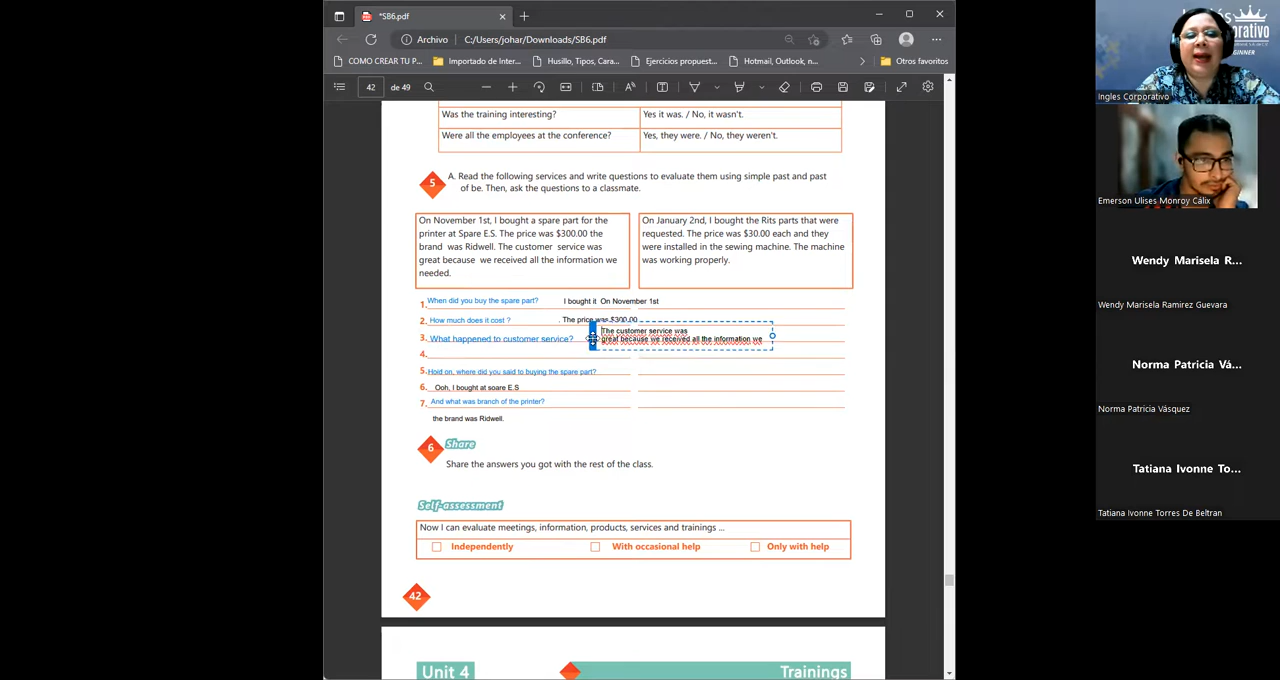 *SB6.pdf
Archivo
C:/Users/johar/Downloads/SB6.pdf
COMO CREAR TU P...
Importado de Inter...
Husillo, Tipos, Cara...
Ejercicios propuest...
Hotmail, Outlook, n...
Otros favoritos
42 de 49
Was the training interesting?
Yes it was. / No, it wasn't.
Were all the employees at the conference?
Yes, they were. / No, they weren't.
5
A. Read the following services and write questions to evaluate them using simple past and past
of be. Then, ask the questions to a classmate.
On November 1st, I bought a spare part for the
printer at Spare E.S. The price was $300.00 the
brand was Ridwell. The customer service was
great because we received all the information we
needed.
On January 2nd, I bought the Rits parts that were
requested. The price was $30.00 each and they
were installed in the sewing machine. The machine
was working properly.
1. When did you buy the spare part? I bought it On November 1st
2. How much does it cost ? . The price was $300.00
3. What happened to customer service? The customer service was
great because we received all the information we
4.
5. Hold on, where did you said to buying the spare part?
6. Ooh, I bought at soare E.S
7. And what was branch of the printer?
the brand was Ridwell.
6 Share
Share the answers you got with the rest of the class.
Self-assessment
Now I can evaluate meetings, information, products, services and trainings ...
Independently
With occasional help
Only with help
42
Unit 4
Trainings
Ingles Corporativo
Emerson Ulises Monroy Cálix
Wendy Marisela R...
Wendy Marisela Ramirez Guevara
Norma Patricia Vá...
Norma Patricia Vásquez
Tatiana Ivonne To...
Tatiana Ivonne Torres De Beltran